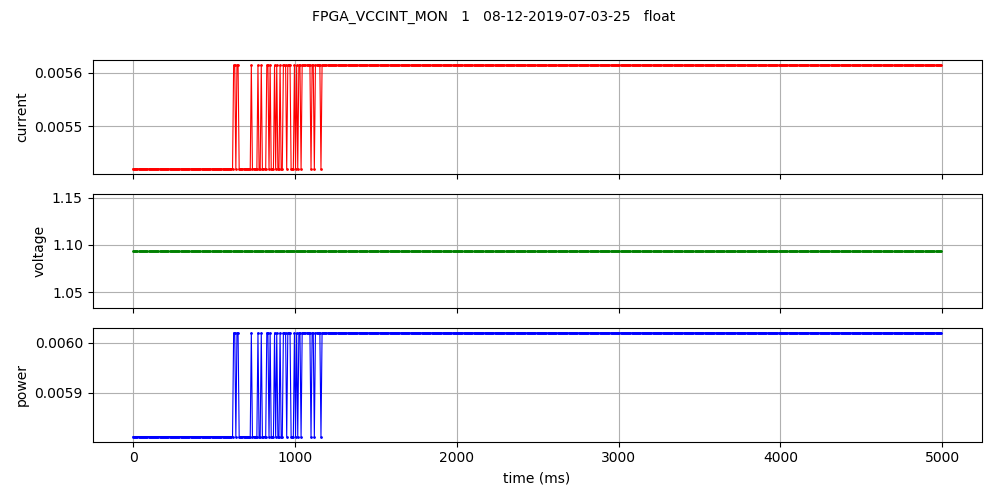 FPGA_VCCINT_MON 1 08-12-2019-07-03-25 float
0.0056
0.0055
current
1.15
1.10
1.05
voltage
0.0060
0.0059
power
0 1000 2000 3000 4000 5000
time (ms)